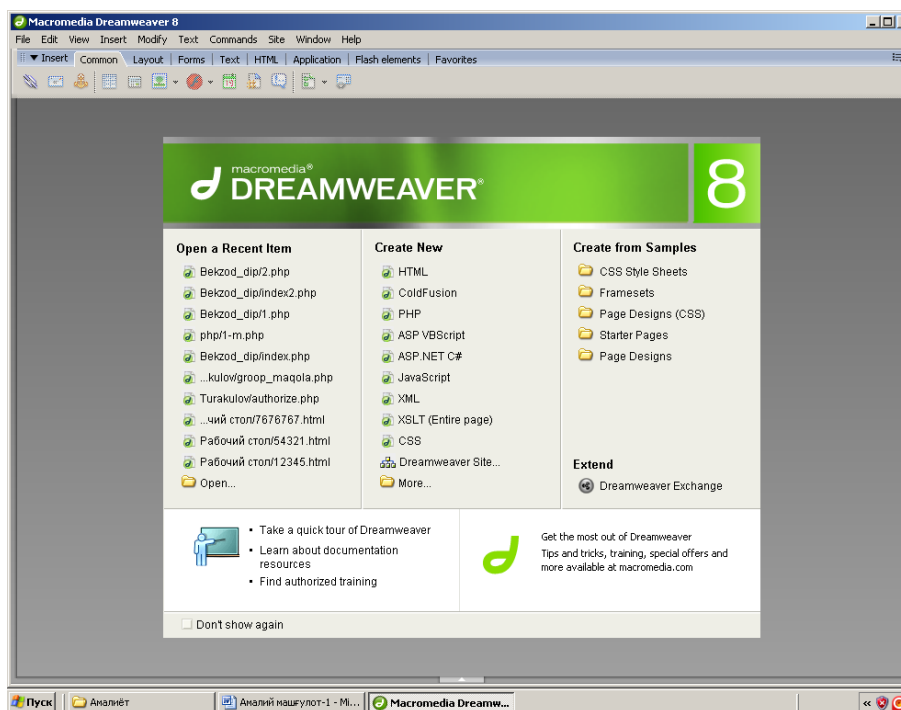 Macromedia Dreamweaver 8
File Edit View Insert Modify Text Commands Site Window Help
Insert Common Layout Forms Text HTML Application Flash elements Favorites
macromedia®
DREAMWEAVER®
8
Open a Recent Item
Bekzod_dip/2.php
Bekzod_dip/index2.php
Bekzod_dip/1.php
php/1-m.php
Bekzod_dip/index.php
...kulov/groop_maqola.php
Turakulov/authorize.php
...чий стол/7676767.html
Рабочий стол/54321.html
Рабочий стол/12345.html
Open...
Create New
HTML
ColdFusion
PHP
ASP VBScript
ASP.NET C#
JavaScript
XML
XSLT (Entire page)
CSS
Dreamweaver Site...
More...
Create from Samples
CSS Style Sheets
Framesets
Page Designs (CSS)
Starter Pages
Page Designs
Extend
Dreamweaver Exchange
• Take a quick tour of Dreamweaver
• Learn about documentation
resources
• Find authorized training
Get the most out of Dreamweaver
Tips and tricks, training, special offers and
more available at macromedia.com
Don't show again
Пуск Амалиёт Амалий машғулот-1 - Mi... Macromedia Dreamw... «